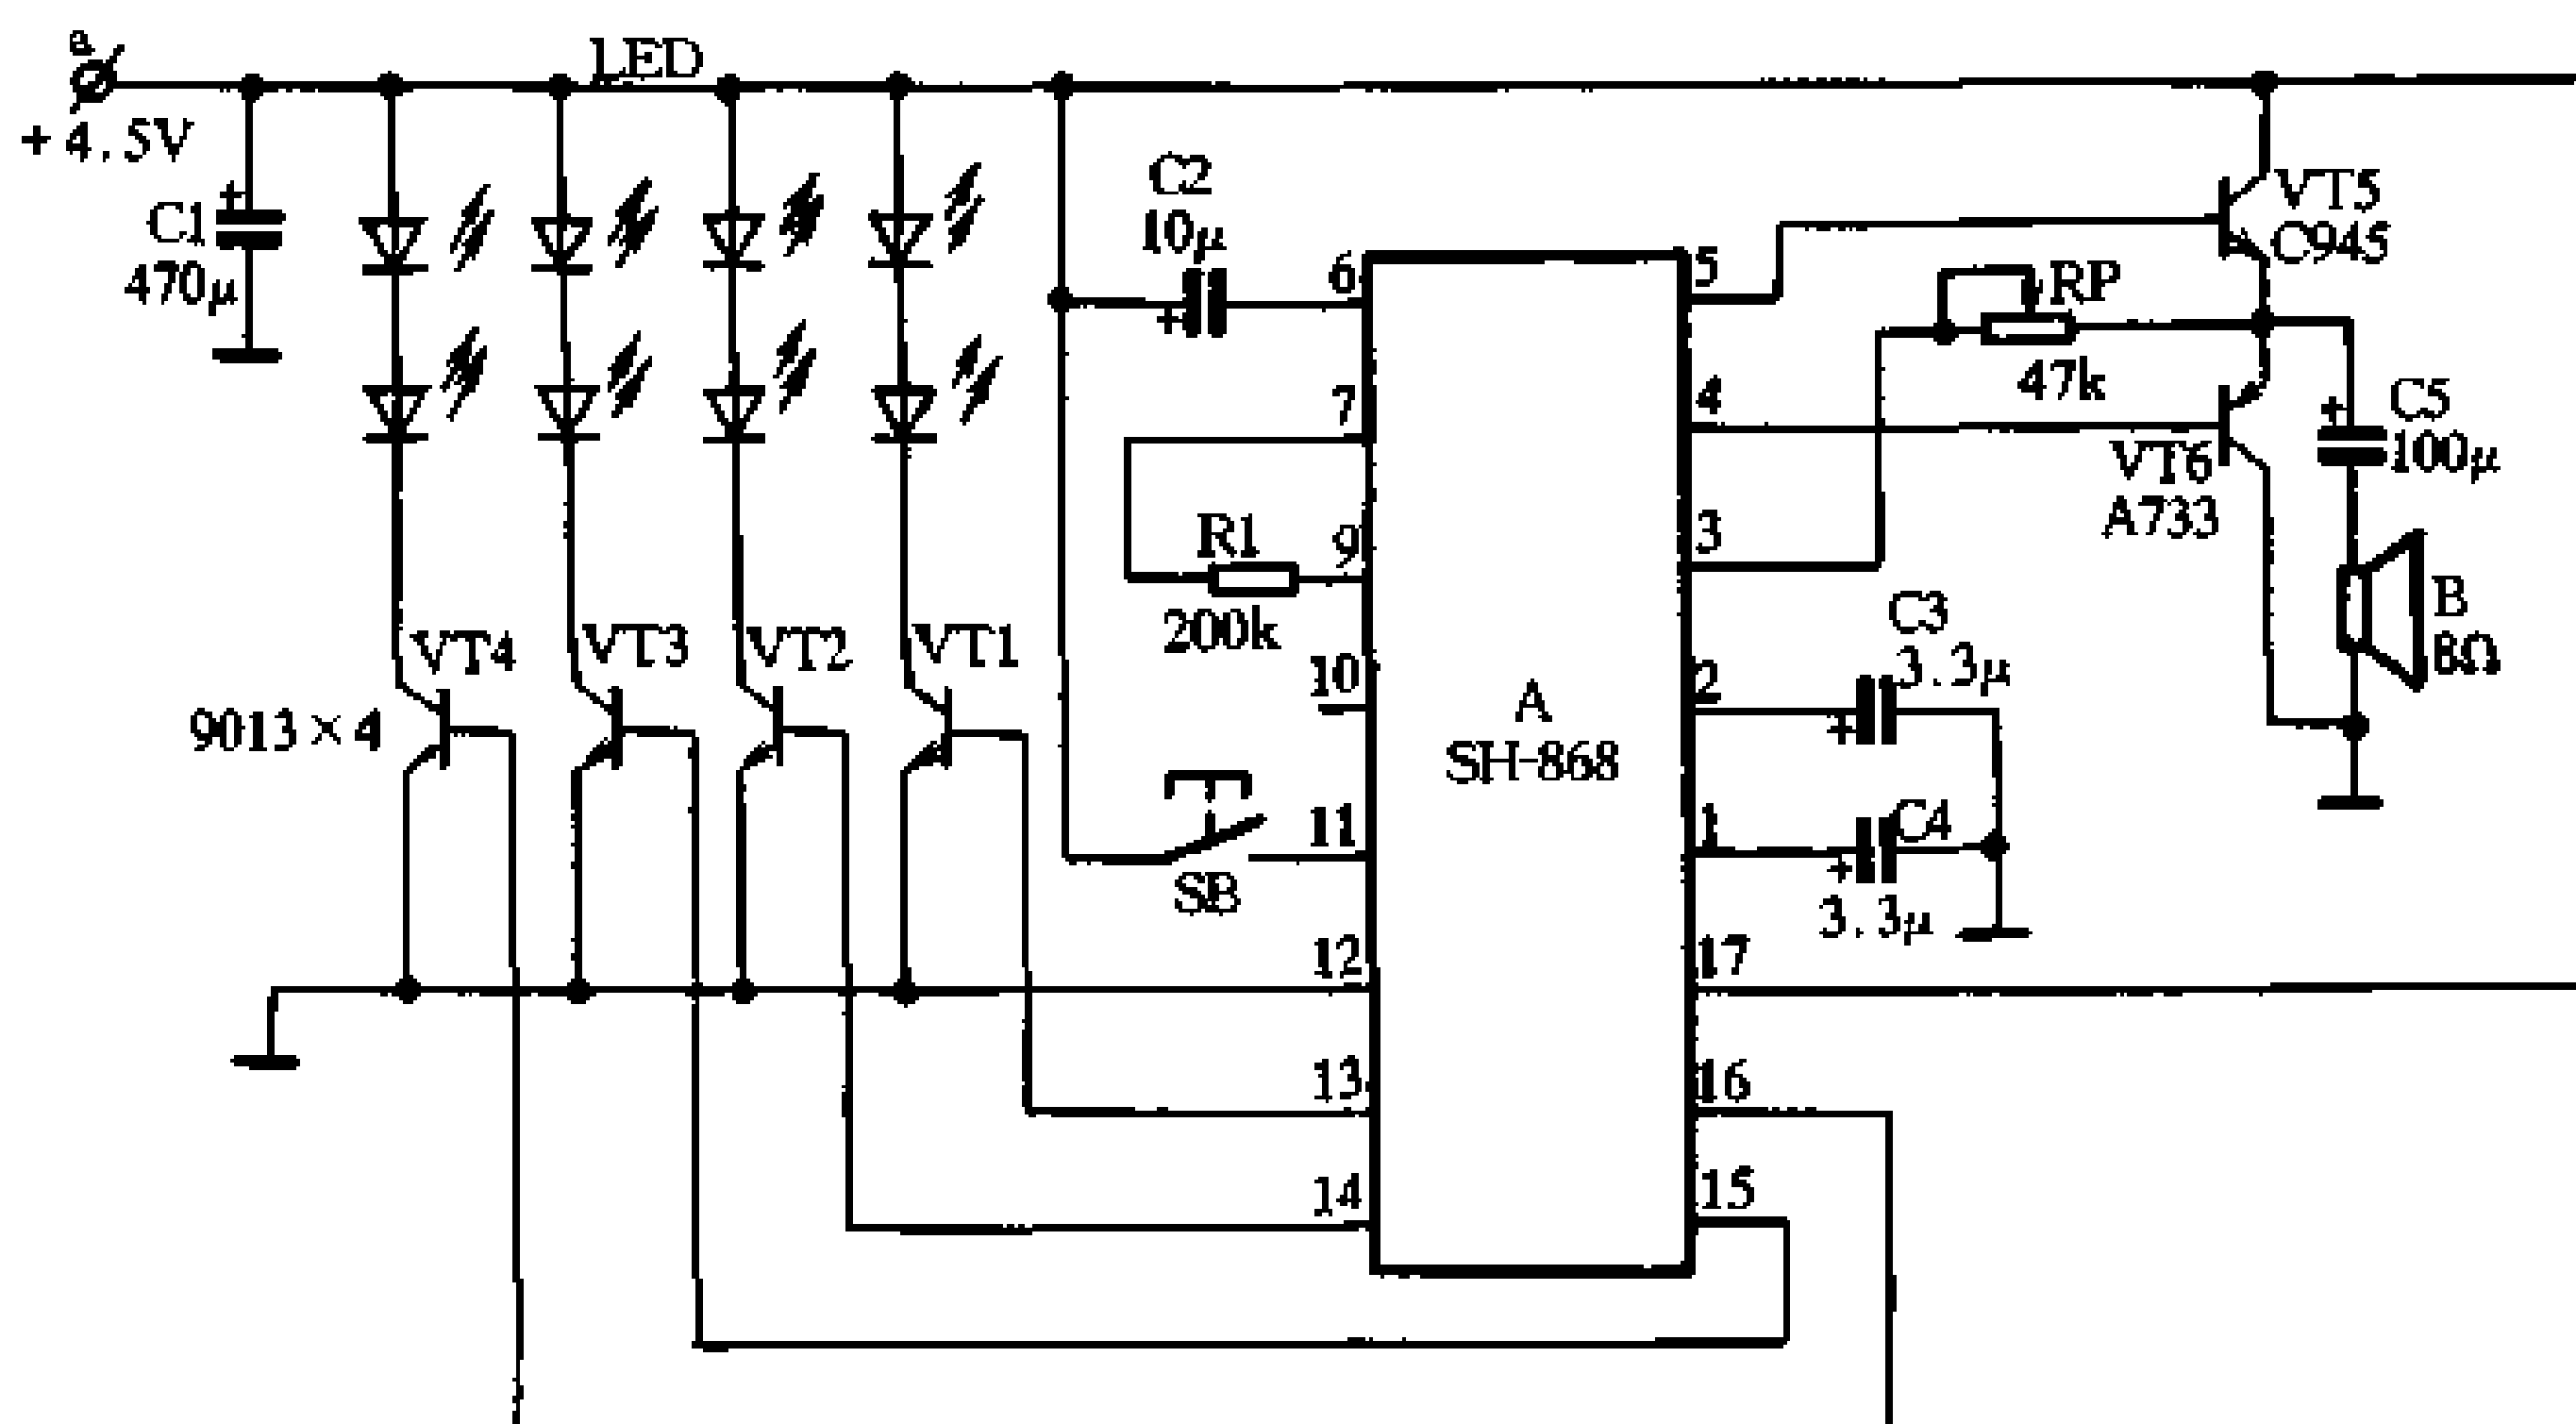 a
+4.5V
LED
C1
470μ
C2
10μ
VT5
C945
RP
47k
C5
100μ
VT6
A733
B
8Ω
R1
200k
C3
3.3μ
C4
3.3μ
VT4
VT3
VT2
VT1
9013×4
A
SH-868
SB
6
7
9
10
11
12
13
14
5
4
3
2
1
17
16
15